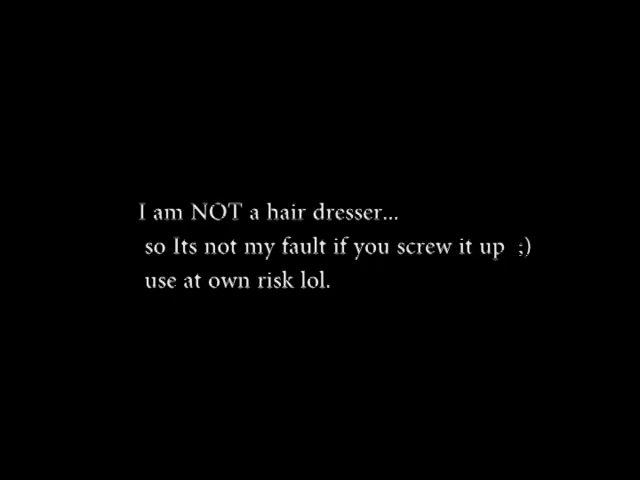 I am NOT a hair dresser...
so Its not my fault if you screw it up ;)
use at own risk lol.